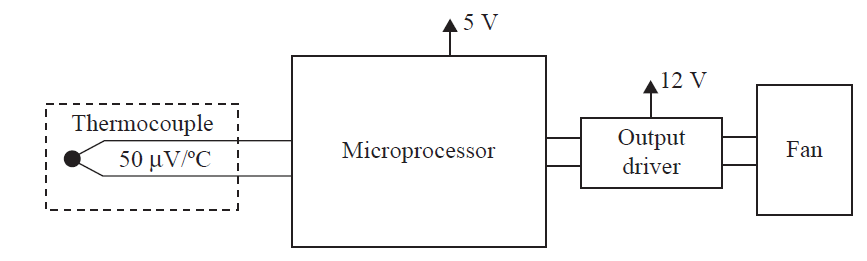 5 V
12 V
Thermocouple
50 μV/ºC
Microprocessor
Output
driver
Fan